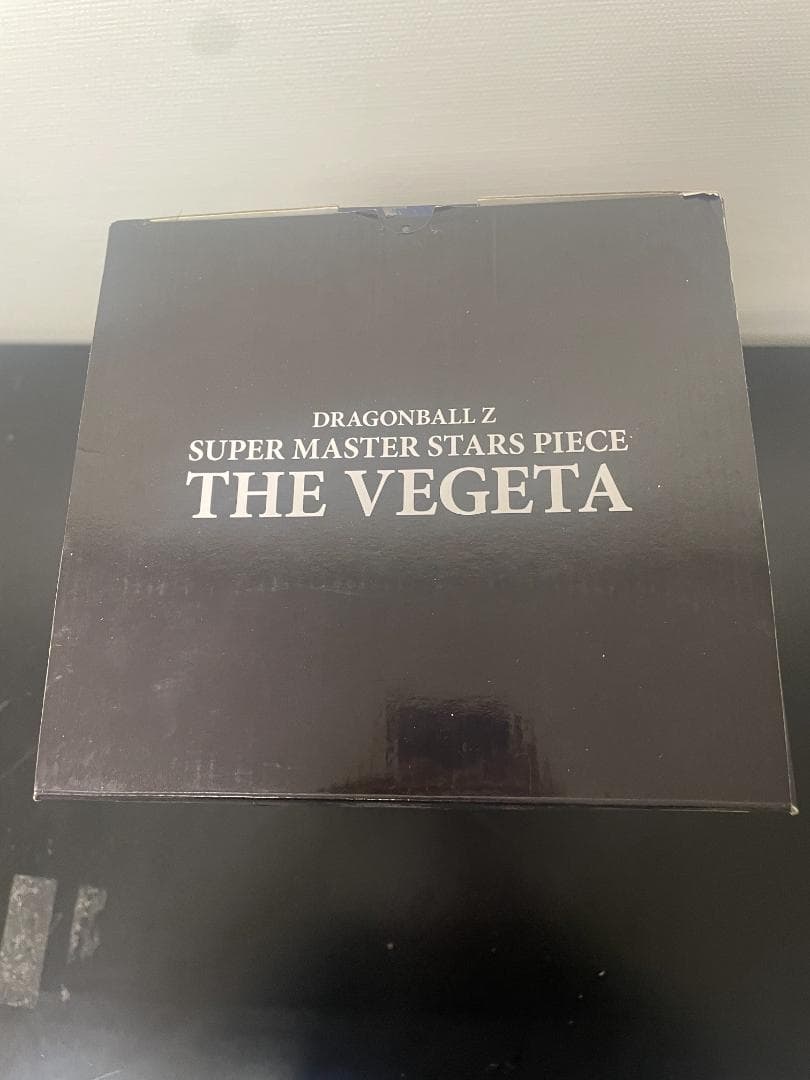 DRAGONBALL Z
SUPER MASTER STARS PIECE
THE VEGETA